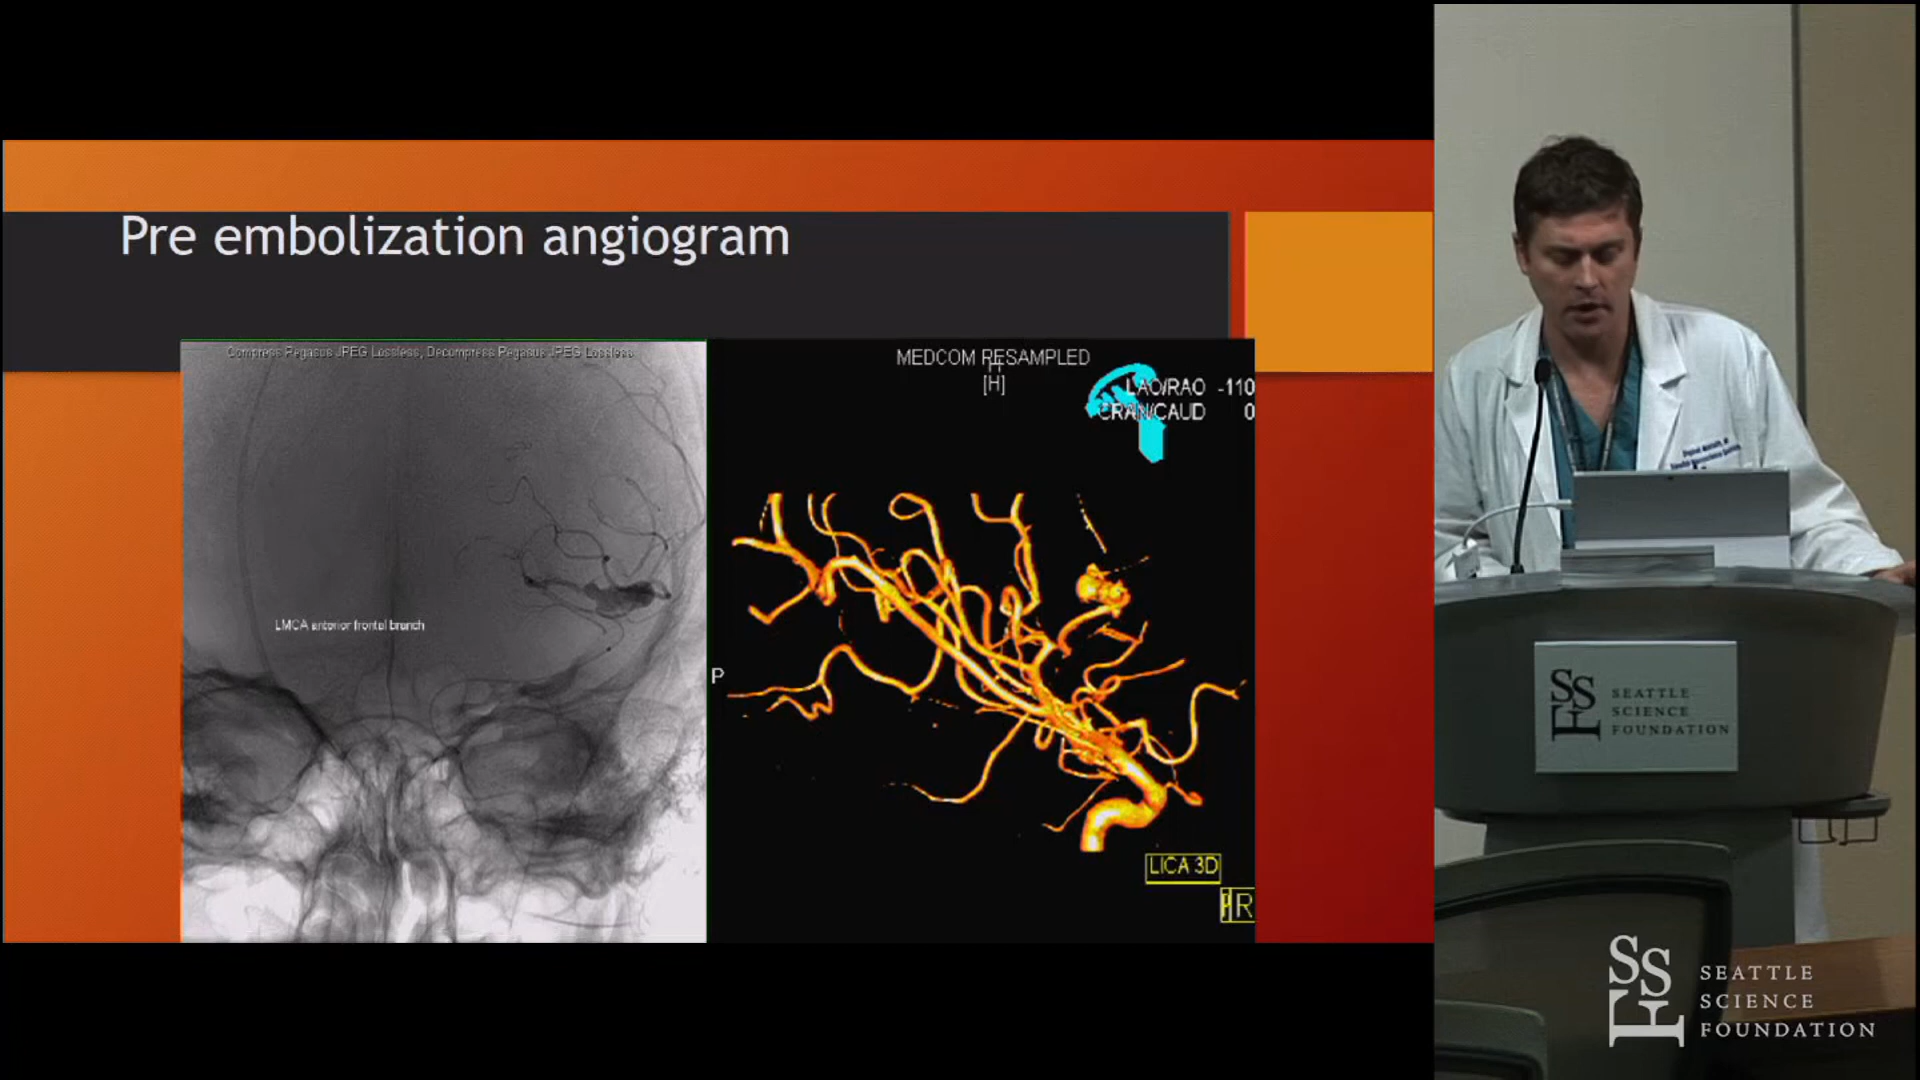 Pre embolization angiogram
Compress Pegasus JPEG Lossless, Decompress Pegasus JPEG Lossless
LMCA anterior frontal branch
MEDCOM RESAMPLED
H
[H]
LAO/RAO -110
CRAN/CAUD 0
P
LICA 3D
R
SSF
SEATTLE
SCIENCE
FOUNDATION
SSF
SEATTLE
SCIENCE
FOUNDATION